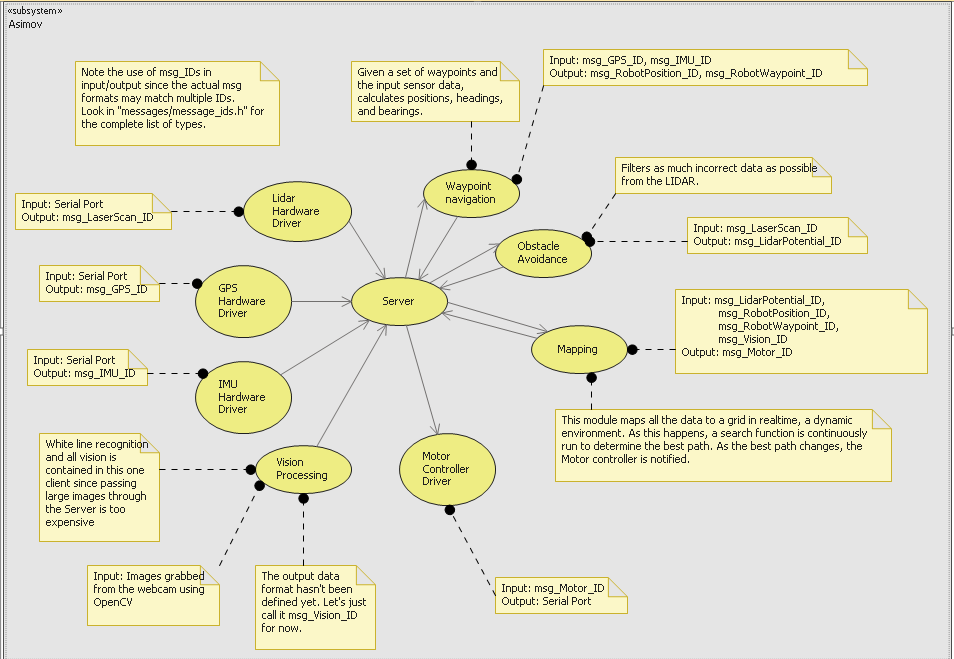 «subsystem»
Asimov
Note the use of msg_IDs in
input/output since the actual msg
formats may match multiple IDs.
Look in "messages/message_ids.h" for
the complete list of types.
Given a set of waypoints and
the input sensor data,
calculates positions, headings,
and bearings.
Input: msg_GPS_ID, msg_IMU_ID
Output: msg_RobotPosition_ID, msg_RobotWaypoint_ID
Filters as much incorrect data as possible
from the LIDAR.
Input: Serial Port
Output: msg_LaserScan_ID
Lidar
Hardware
Driver
Waypoint
navigation
Obstacle
Avoidance
Input: msg_LaserScan_ID
Output: msg_LidarPotential_ID
Input: Serial Port
Output: msg_GPS_ID
GPS
Hardware
Driver
Server
Mapping
Input: msg_LidarPotential_ID,
msg_RobotPosition_ID,
msg_RobotWaypoint_ID,
msg_Vision_ID
Output: msg_Motor_ID
Input: Serial Port
Output: msg_IMU_ID
IMU
Hardware
Driver
This module maps all the data to a grid in realtime, a dynamic
environment. As this happens, a search function is continuously
run to determine the best path. As the best path changes, the
Motor controller is notified.
White line recognition
and all vision is
contained in this one
client since passing
large images through
the Server is too
expensive
Vision
Processing
Motor
Controller
Driver
Input: Images grabbed
from the webcam using
OpenCV
The output data
format hasn't been
defined yet. Let's just
call it msg_Vision_ID
for now.
Input: msg_Motor_ID
Output: Serial Port